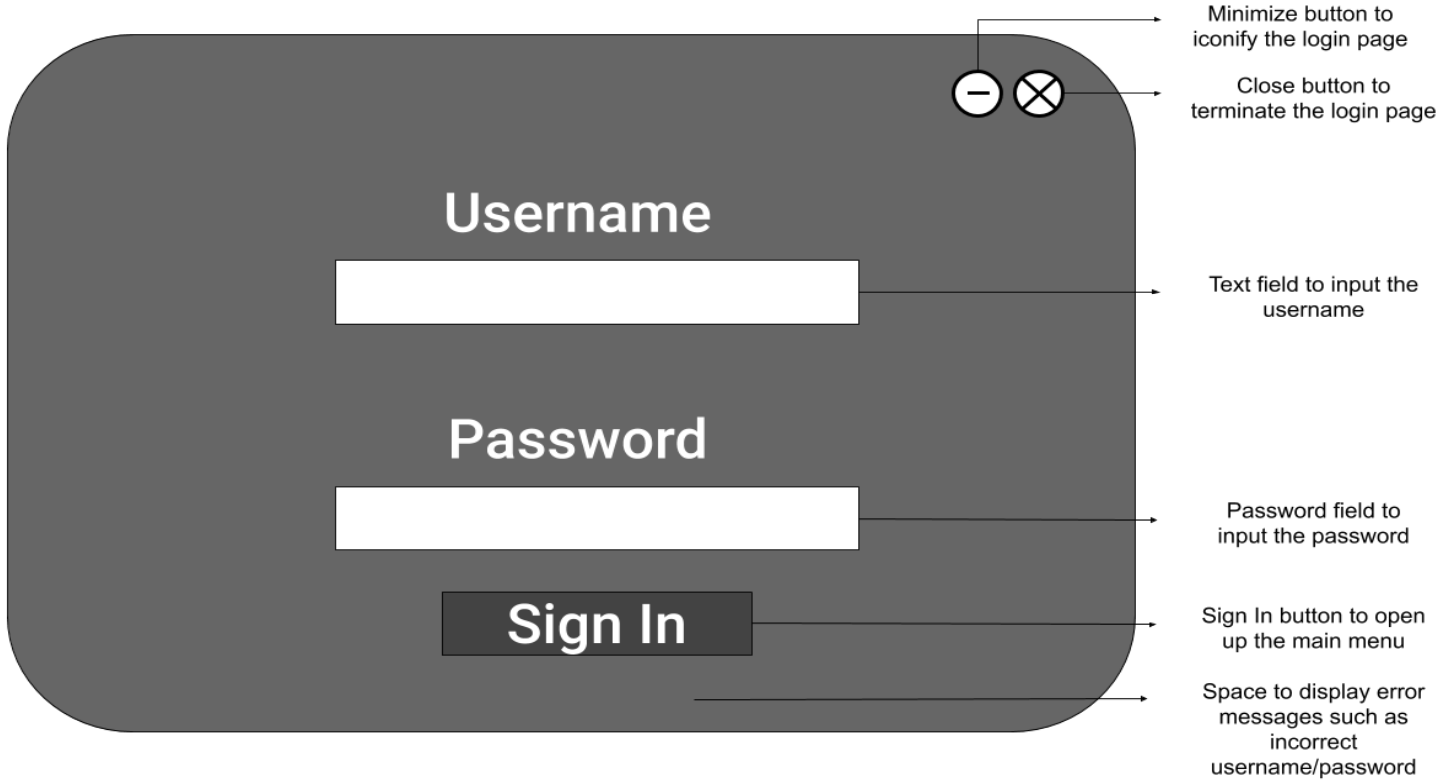 Minimize button to
iconify the login page
Close button to
terminate the login page
Username
Text field to input the
username
Password
Password field to
input the password
Sign In
Sign In button to open
up the main menu
Space to display error
messages such as
incorrect
username/password